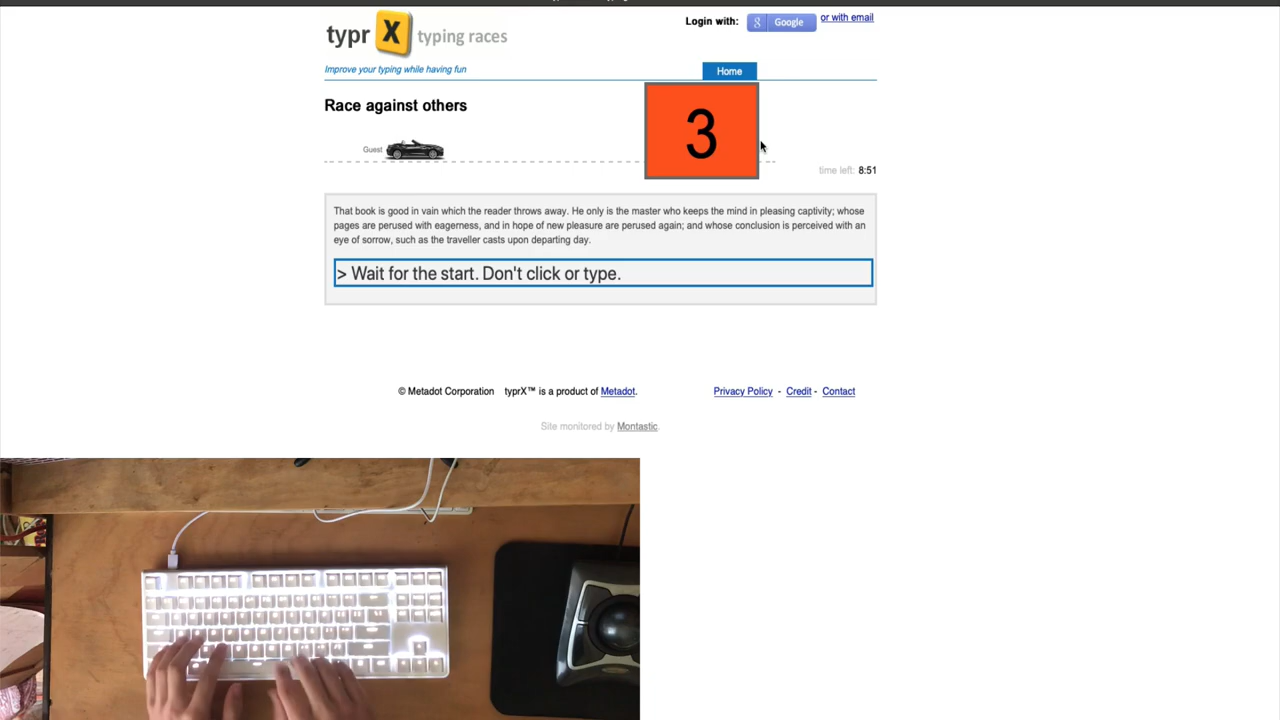 typr X typing races
Login with: 8 Google or with email
Improve your typing while having fun
Home
Race against others
3
Guest
time left: 8:51
That book is good in vain which the reader throws away. He only is the master who keeps the mind in pleasing captivity; whose
pages are perused with eagerness, and in hope of new pleasure are perused again; and whose conclusion is perceived with an
eye of sorrow, such as the traveller casts upon departing day.
> Wait for the start. Don't click or type.
© Metadot Corporation typrX™ is a product of Metadot.
Privacy Policy - Credit - Contact
Site monitored by Montastic.